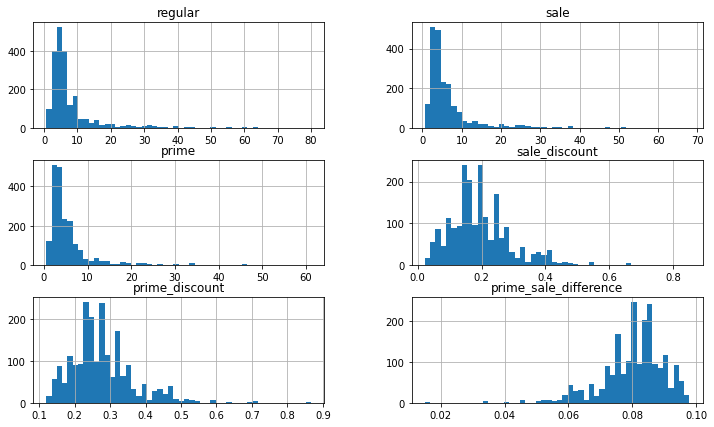 regular
sale
400
200
0
0 10 20 30 40 50 60 70 80
400
200
0
0 10 20 30 40 50 60 70
prime
sale_discount
400
200
0
0 10 20 30 40 50 60
200
100
0
0.0 0.2 0.4 0.6 0.8
prime_discount
prime_sale_difference
200
100
0
0.1 0.2 0.3 0.4 0.5 0.6 0.7 0.8 0.9
200
100
0
0.02 0.04 0.06 0.08 0.10